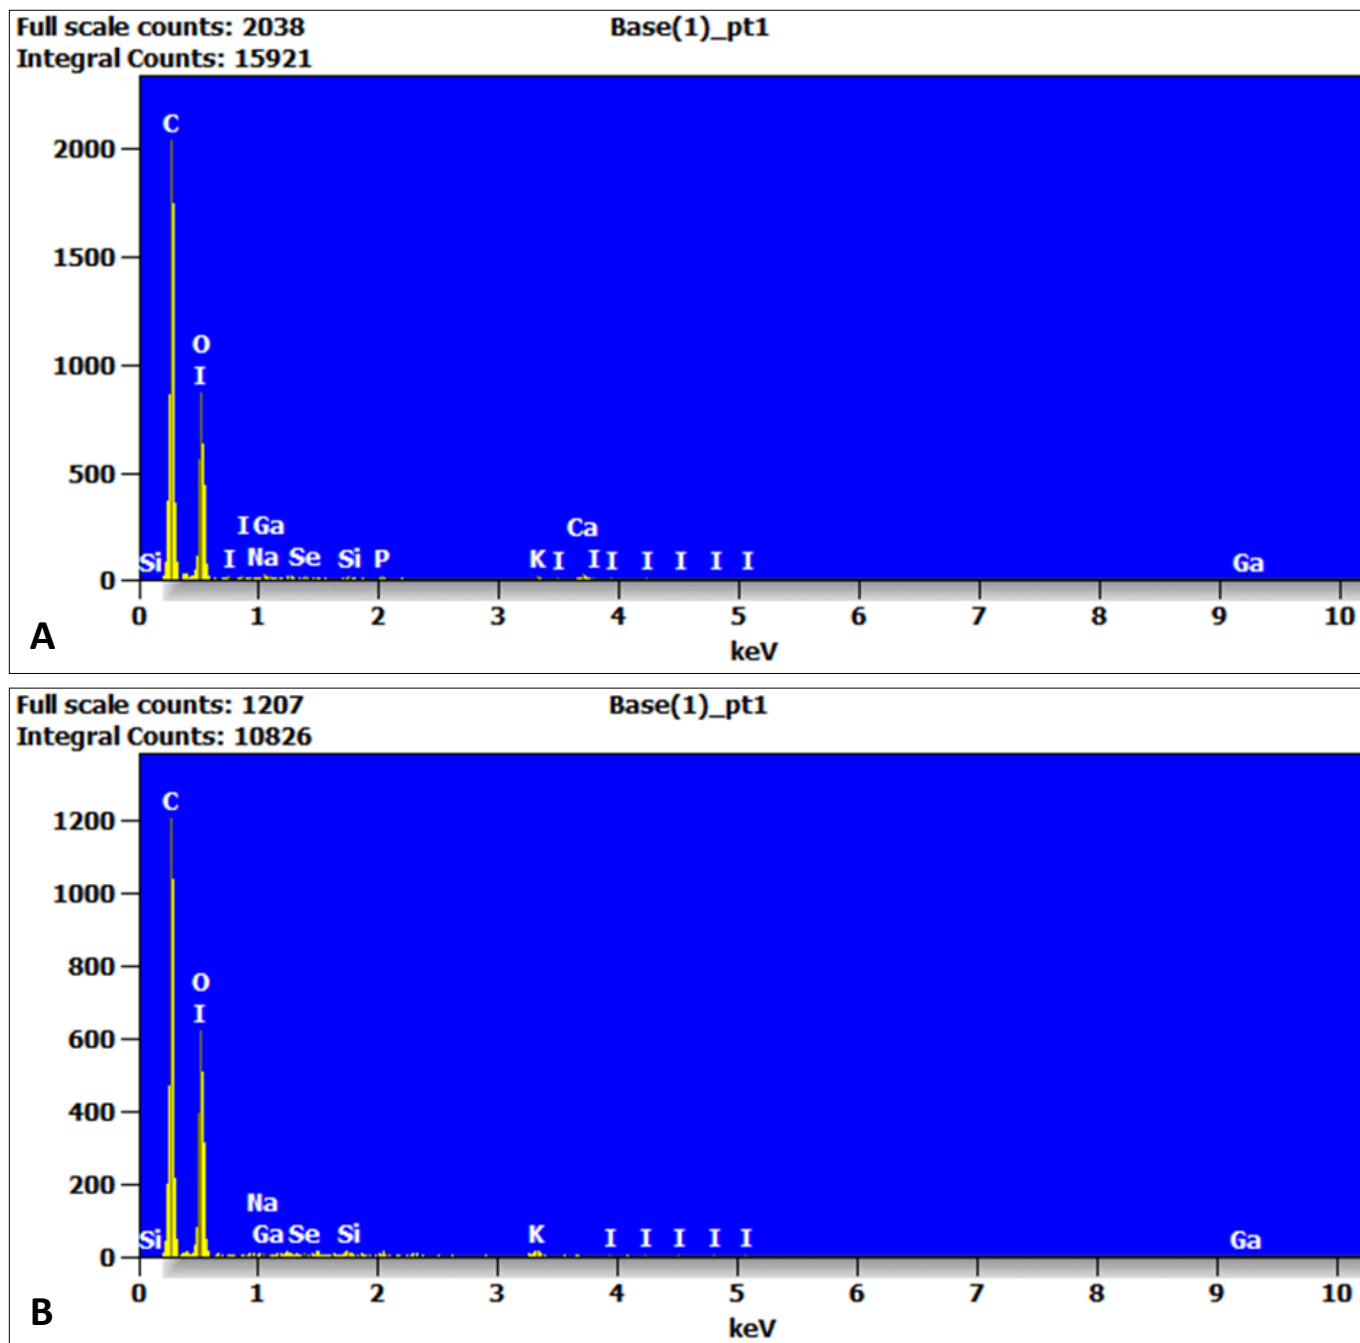 Full scale counts: 2038
Base(1)_pt1
Integral Counts: 15921
C
2000
1500
O
1000
I
500
I Ga
Ca
Si I Na Se Si P K I I I I I I I Ga
0
0 1 2 3 4 5 6 7 8 9 10
A
keV
Full scale counts: 1207
Base(1)_pt1
Integral Counts: 10826
C
1200
1000
O
800
I
600
400
200
Na
Si Ga Se Si K I I I I I Ga
0
0 1 2 3 4 5 6 7 8 9 10
B
keV